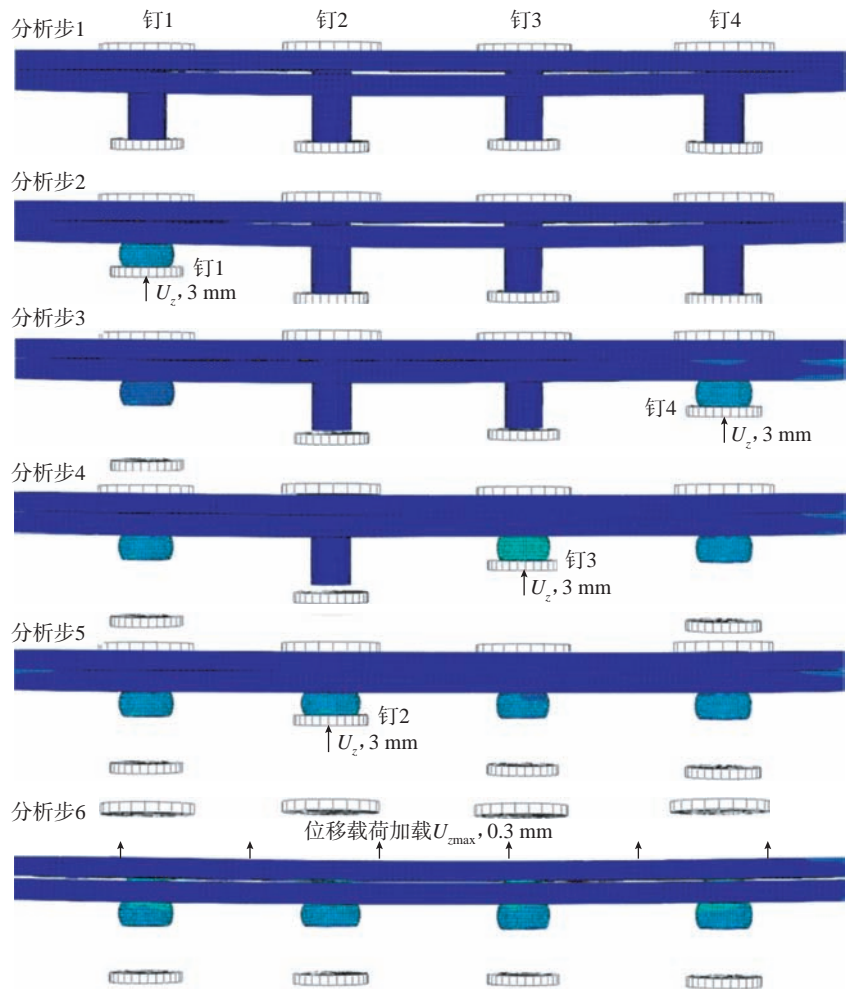 钉1 钉2 钉3 钉4
分析步1
分析步2
钉1
U_z, 3 mm
分析步3
钉4
U_z, 3 mm
分析步4
钉3
U_z, 3 mm
分析步5
钉2
U_z, 3 mm
分析步6
位移载荷加载U_zmax, 0.3 mm